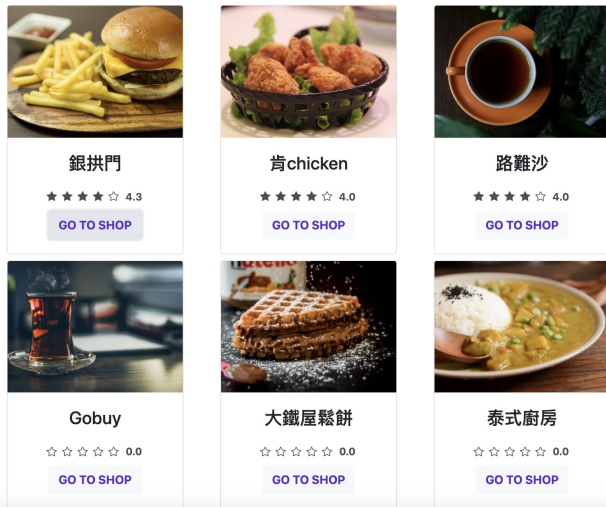 銀拱門
4.3
GO TO SHOP
肯chicken
4.0
GO TO SHOP
路難沙
4.0
GO TO SHOP
nutella
Gobuy
0.0
GO TO SHOP
大鐵屋鬆餅
0.0
GO TO SHOP
泰式廚房
0.0
GO TO SHOP